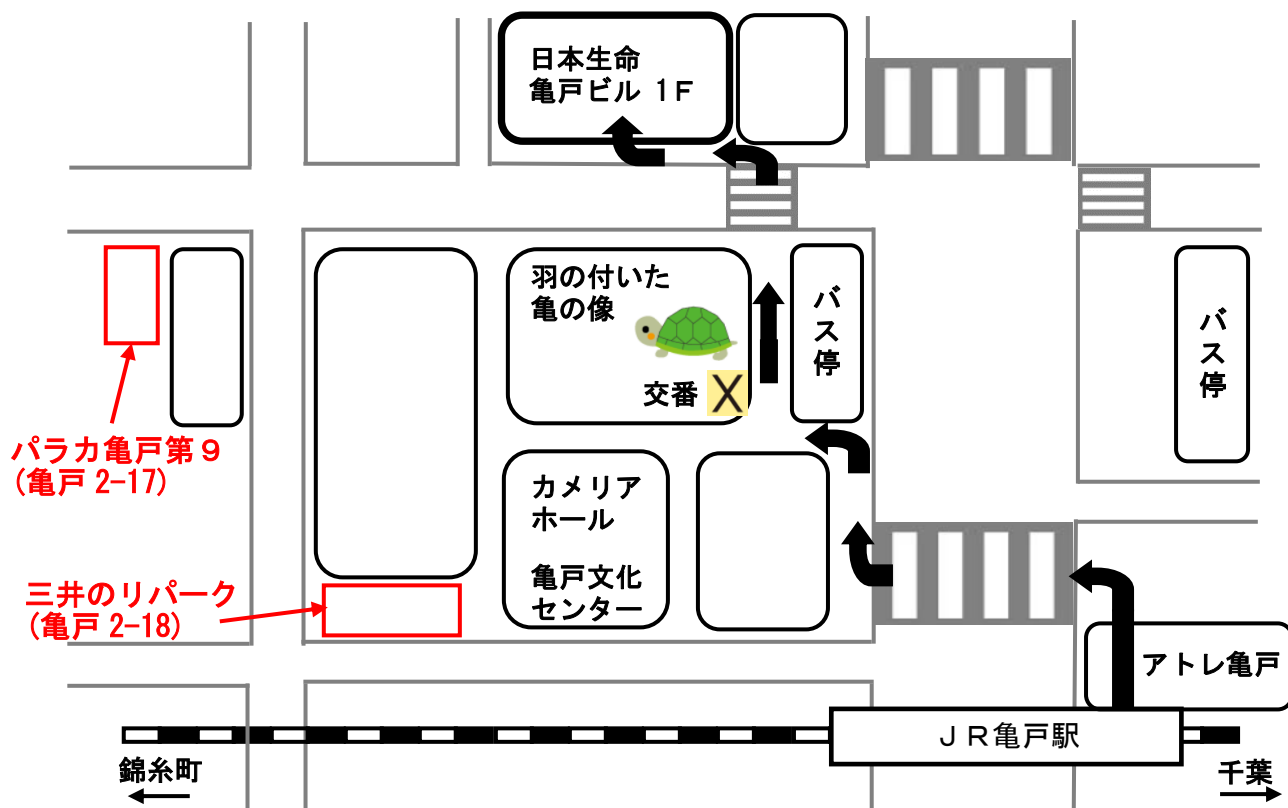 日本生命
亀戸ビル 1F
羽の付いた
亀の像
交番 X
バス停
バス停
パラカ亀戸第９
(亀戸 2-17)
カメリア
ホール
亀戸文化
センター
三井のリパーク
(亀戸 2-18)
アトレ亀戸
ＪＲ亀戸駅
錦糸町
千葉